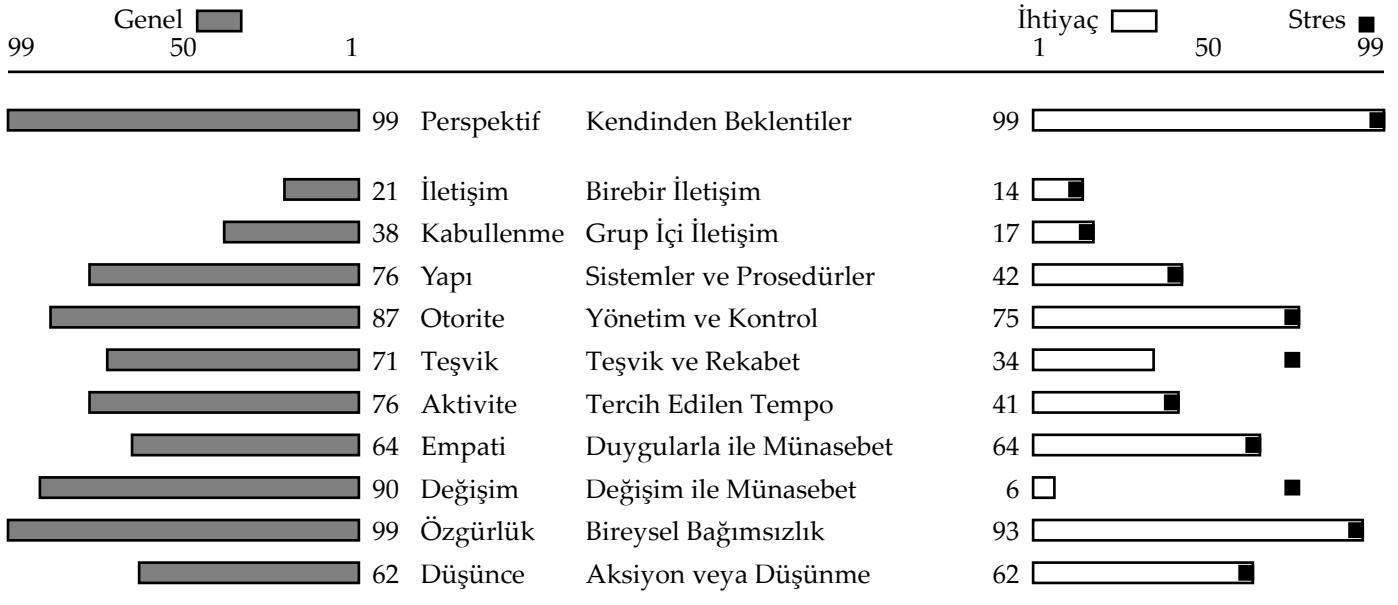 Genel İhtiyaç Stres
99 50 1 1 50 99
99 Perspektif Kendinden Beklentiler 99
21 İletişim Birebir İletişim 14
38 Kabullenme Grup İçi İletişim 17
76 Yapı Sistemler ve Prosedürler 42
87 Otorite Yönetim ve Kontrol 75
71 Teşvik Teşvik ve Rekabet 34
76 Aktivite Tercih Edilen Tempo 41
64 Empati Duygularla ile Münasebet 64
90 Değişim Değişim ile Münasebet 6
99 Özgürlük Bireysel Bağımsızlık 93
62 Düşünce Aksiyon veya Düşünme 62